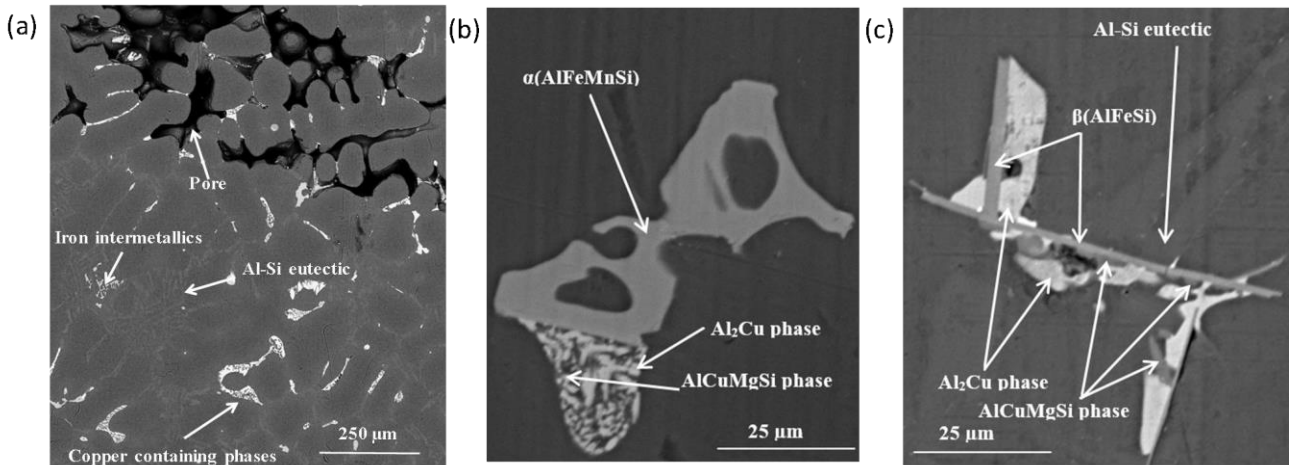 (a)
Pore
Iron intermetallics
Al-Si eutectic
Copper containing phases
250 µm
(b)
α(AlFeMnSi)
Al₂Cu phase
AlCuMgSi phase
25 µm
(c)
Al-Si eutectic
β(AlFeSi)
Al₂Cu phase
AlCuMgSi phase
25 µm